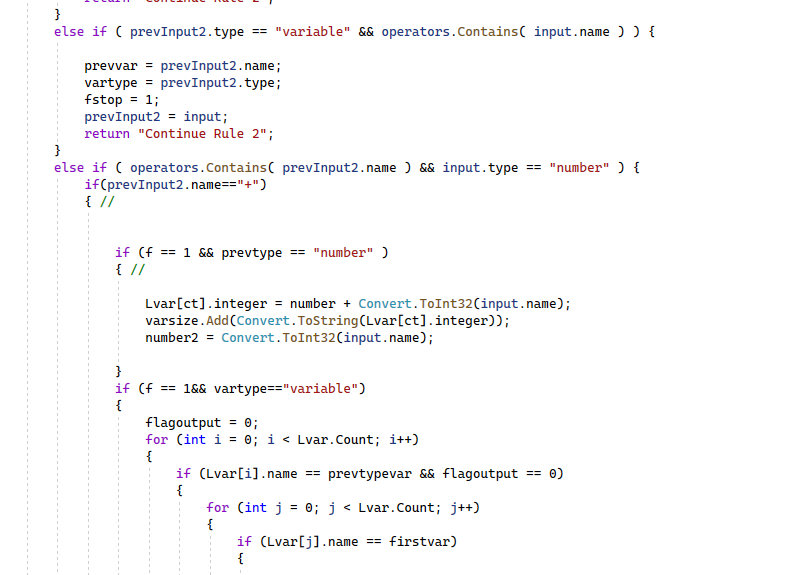 return "Continue Rule 2";
}
else if ( prevInput2.type == "variable" && operators.Contains( input.name ) ) {
prevvar = prevInput2.name;
vartype = prevInput2.type;
fstop = 1;
prevInput2 = input;
return "Continue Rule 2";
}
else if ( operators.Contains( prevInput2.name ) && input.type == "number" ) {
if(prevInput2.name=="+")
{ //
if (f == 1 && prevtype == "number" )
{ //
Lvar[ct].integer = number + Convert.ToInt32(input.name);
varsize.Add(Convert.ToString(Lvar[ct].integer));
number2 = Convert.ToInt32(input.name);
}
if (f == 1&& vartype=="variable")
{
flagoutput = 0;
for (int i = 0; i < Lvar.Count; i++)
{
if (Lvar[i].name == prevtypevar && flagoutput == 0)
{
for (int j = 0; j < Lvar.Count; j++)
{
if (Lvar[j].name == firstvar)
{